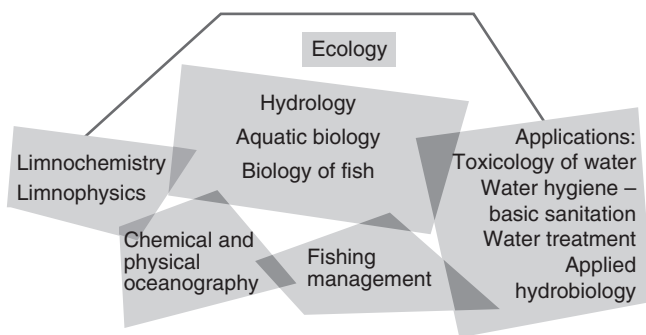 Ecology
Hydrology
Aquatic biology
Biology of fish
Limnochemistry
Limnophysics
Applications:
Toxicology of water
Water hygiene –
basic sanitation
Water treatment
Applied
hydrobiology
Chemical and
physical
oceanography
Fishing
management